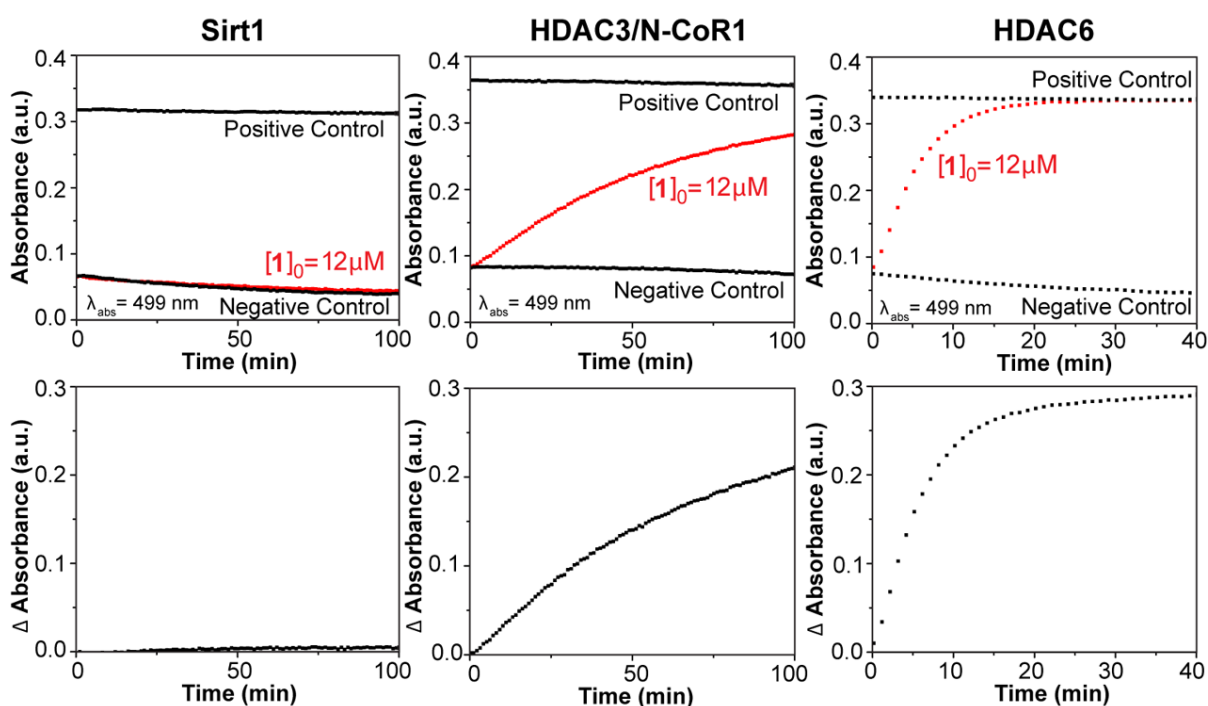 Sirt1
HDAC3/N-CoR1
HDAC6
Absorbance (a.u.)
0.4
0.3
0.2
0.1
0.0
Positive Control
[1]₀=12µM
λabs= 499 nm
Negative Control
0
50
100
Time (min)
Absorbance (a.u.)
0.4
0.3
0.2
0.1
0.0
Positive Control
[1]₀=12µM
Negative Control
λabs= 499 nm
0
50
100
Time (min)
Absorbance (a.u.)
0.4
0.3
0.2
0.1
0.0
Positive Control
[1]₀=12µM
λabs= 499 nm
Negative Control
0
10
20
30
40
Time (min)
Δ Absorbance (a.u.)
0.3
0.2
0.1
0.0
0
50
100
Time (min)
Δ Absorbance (a.u.)
0.3
0.2
0.1
0.0
0
50
100
Time (min)
Δ Absorbance (a.u.)
0.3
0.2
0.1
0.0
0
10
20
30
40
Time (min)